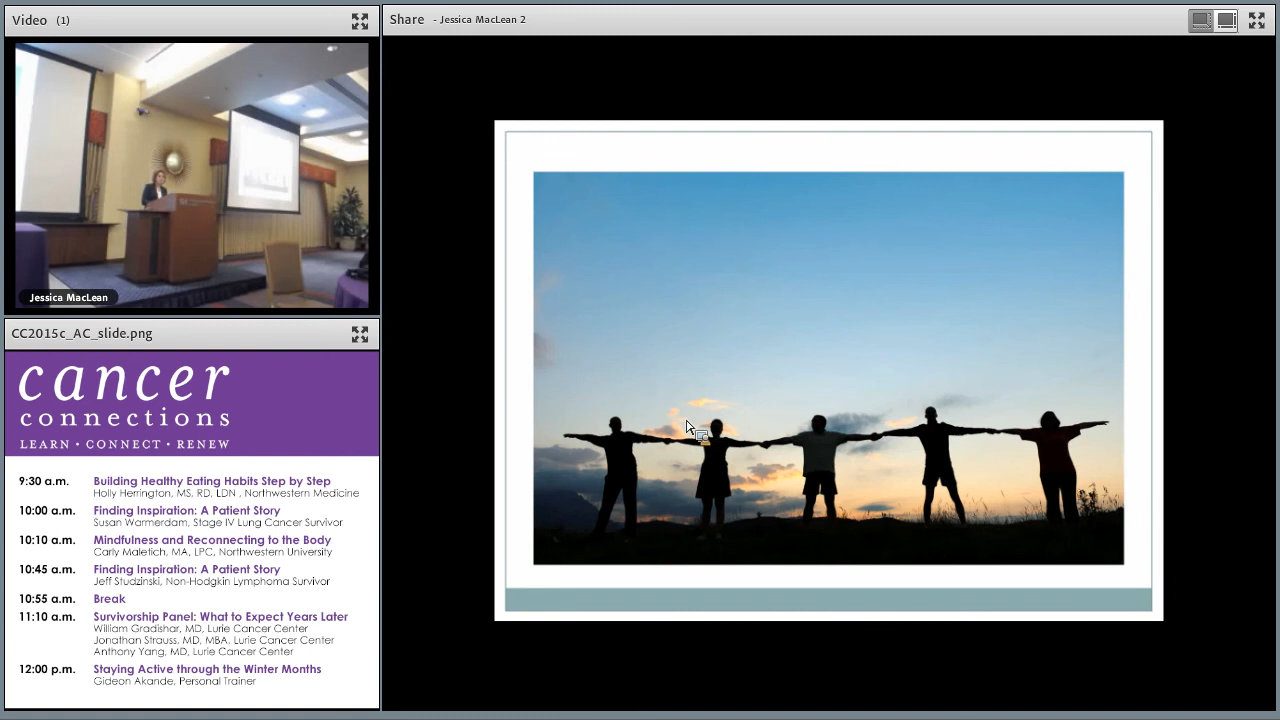 Video (1)
Share - Jessica MacLean 2
Jessica MacLean
CC2015c_AC_slide.png
cancer
connections
LEARN • CONNECT • RENEW
9:30 a.m. Building Healthy Eating Habits Step by Step
Holly Herrington, MS, RD, LDN , Northwestern Medicine
10:00 a.m. Finding Inspiration: A Patient Story
Susan Warmerdam, Stage IV Lung Cancer Survivor
10:10 a.m. Mindfulness and Reconnecting to the Body
Carly Maletich, MA, LPC, Northwestern University
10:45 a.m. Finding Inspiration: A Patient Story
Jeff Studzinski, Non-Hodgkin Lymphoma Survivor
10:55 a.m. Break
11:10 a.m. Survivorship Panel: What to Expect Years Later
William Gradishar, MD, Lurie Cancer Center
Jonathan Strauss, MD, MBA, Lurie Cancer Center
Anthony Yang, MD, Lurie Cancer Center
12:00 p.m. Staying Active through the Winter Months
Gideon Akande, Personal Trainer